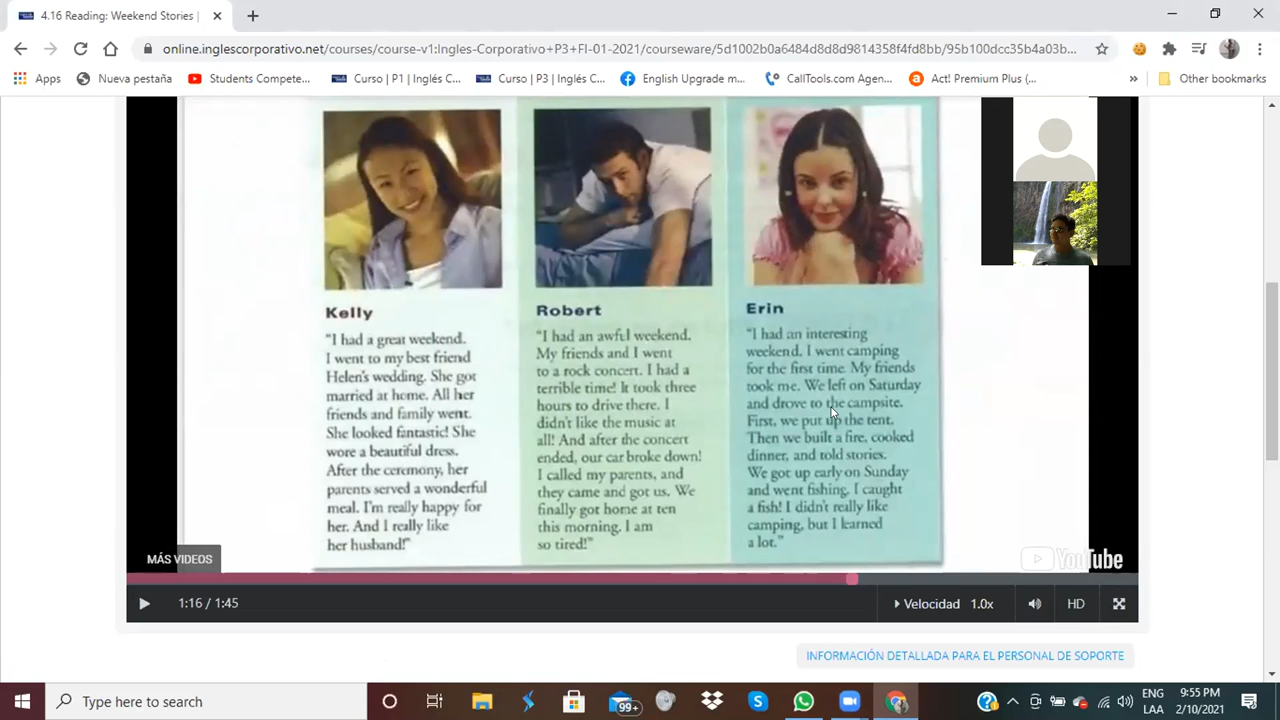 4.16 Reading: Weekend Stories |
online.inglescorporativo.net/courses/course-v1:Ingles-Corporativo+P3+FI-01-2021/courseware/5d1002b0a6484d8d8d9814358f4fd8bb/95b100dcc35b4a03b...
Apps
Nueva pestaña
Students Compete...
Curso | P1 | Inglés C...
Curso | P3 | Inglés C...
English Upgrade m...
CallTools.com Agen...
Act! Premium Plus (...
»
Other bookmarks
Kelly
"I had a great weekend.
I went to my best friend
Helen's wedding. She got
married at home. All her
friends and family went.
She looked fantastic! She
wore a beautiful dress.
After the ceremony, her
parents served a wonderful
meal. I'm really happy for
her. And I really like
her husband!"
Robert
"I had an awful weekend.
My friends and I went
to a rock concert. I had a
terrible time! It took three
hours to drive there. I
didn't like the music at
all! And after the concert
ended, our car broke down!
I called my parents, and
they came and got us. We
finally got home at ten
this morning. I am
so tired!"
Erin
"I had an interesting
weekend. I went camping
for the first time. My friends
took me. We left on Saturday
and drove to the campsite.
First, we put up the tent.
Then we built a fire, cooked
dinner, and told stories.
We got up early on Sunday
and went fishing. I caught
a fish! I didn't really like
camping, but I learned
a lot."
MÁS VIDEOS
YouTube
1:16 / 1:45
Velocidad 1.0x
HD
INFORMACIÓN DETALLADA PARA EL PERSONAL DE SOPORTE
Type here to search
99+
ENG
LAA
9:55 PM
2/10/2021